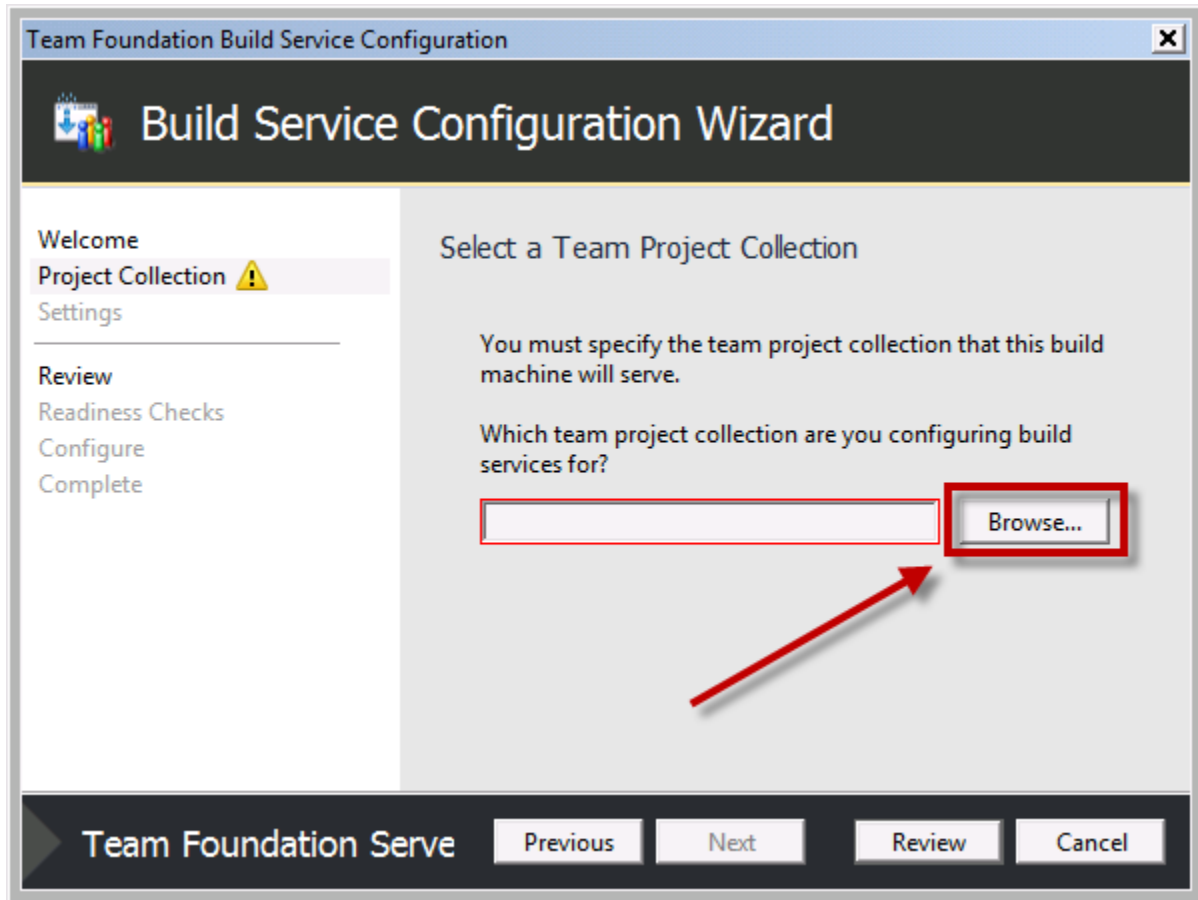 Team Foundation Build Service Configuration
Build Service Configuration Wizard
Welcome
Project Collection
Settings
Review
Readiness Checks
Configure
Complete
Select a Team Project Collection
You must specify the team project collection that this build
machine will serve.
Which team project collection are you configuring build
services for?
Browse...
Team Foundation Serve
Previous
Next
Review
Cancel